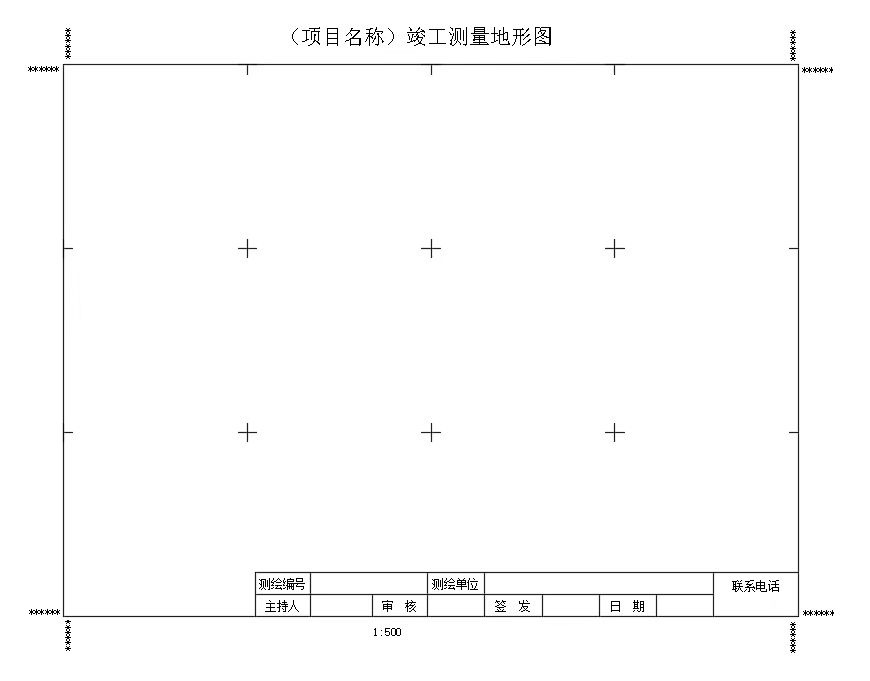 （项目名称）竣工测量地形图
***** *****
****** ******
测绘编号 测绘单位 联系电话
主持人 审 核 签 发 日 期
****** ******
1:500
***** *****